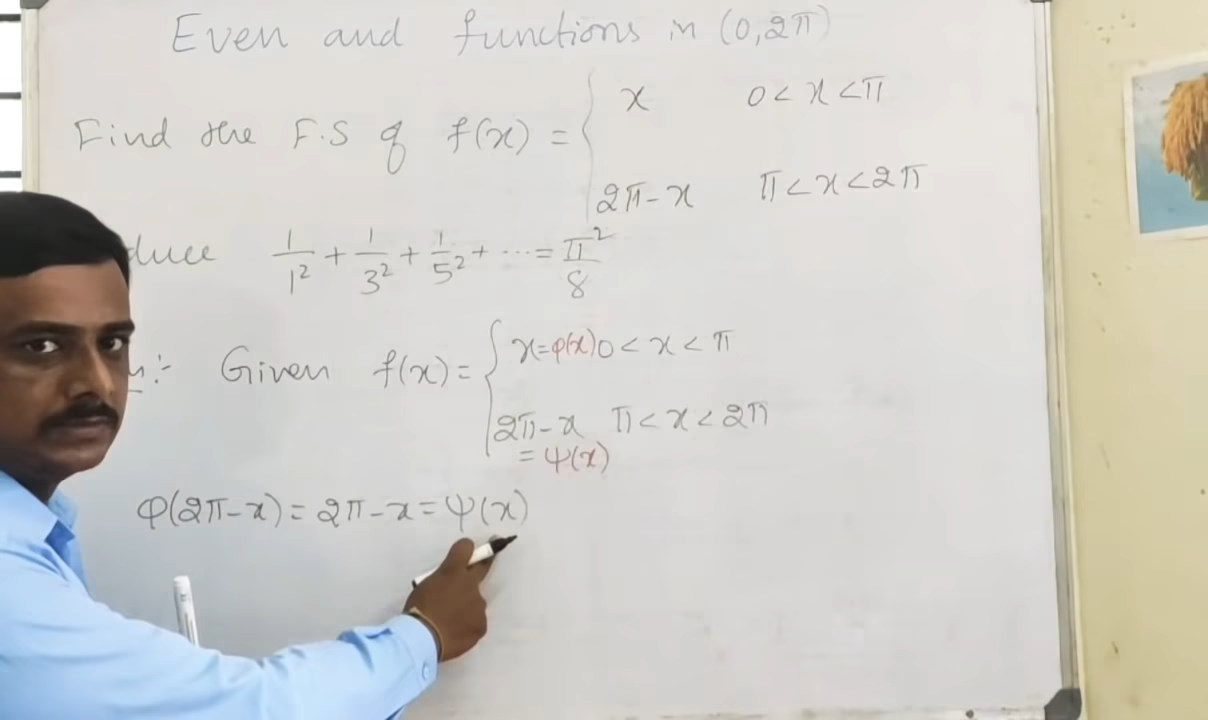 Even and functions in (0,2π)
Find the F.S of f(x) = { x 0<x<π
2π-x π<x<2π
duce 1/1² + 1/3² + 1/5² + ... = π²/8
n:- Given f(x) = { x=φ(x) 0<x<π
2π-x π<x<2π
= ψ(x)
φ(2π-x) = 2π-x = ψ(x)